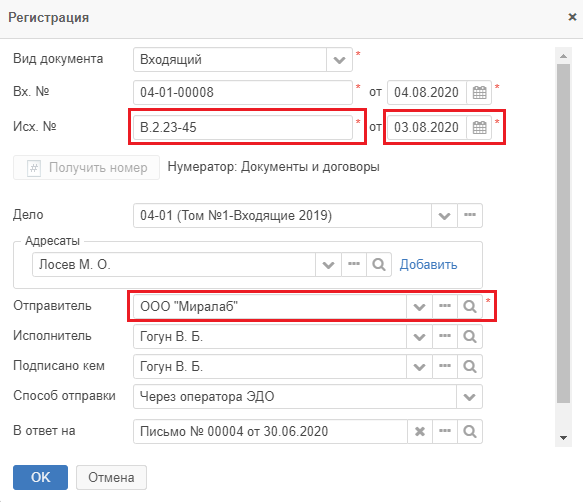 Регистрация
Вид документа Входящий *
Вх. № 04-01-00008 * от 04.08.2020 *
Исх. № В.2.23-45 * от 03.08.2020 *
# Получить номер Нумератор: Документы и договоры
Дело 04-01 (Том №1-Входящие 2019)
Адресаты
Лосев М. О. Добавить
Отправитель ООО "Миралаб" *
Исполнитель Гогун В. Б.
Подписано кем Гогун В. Б.
Способ отправки Через оператора ЭДО
В ответ на Письмо № 00004 от 30.06.2020
OK Отмена